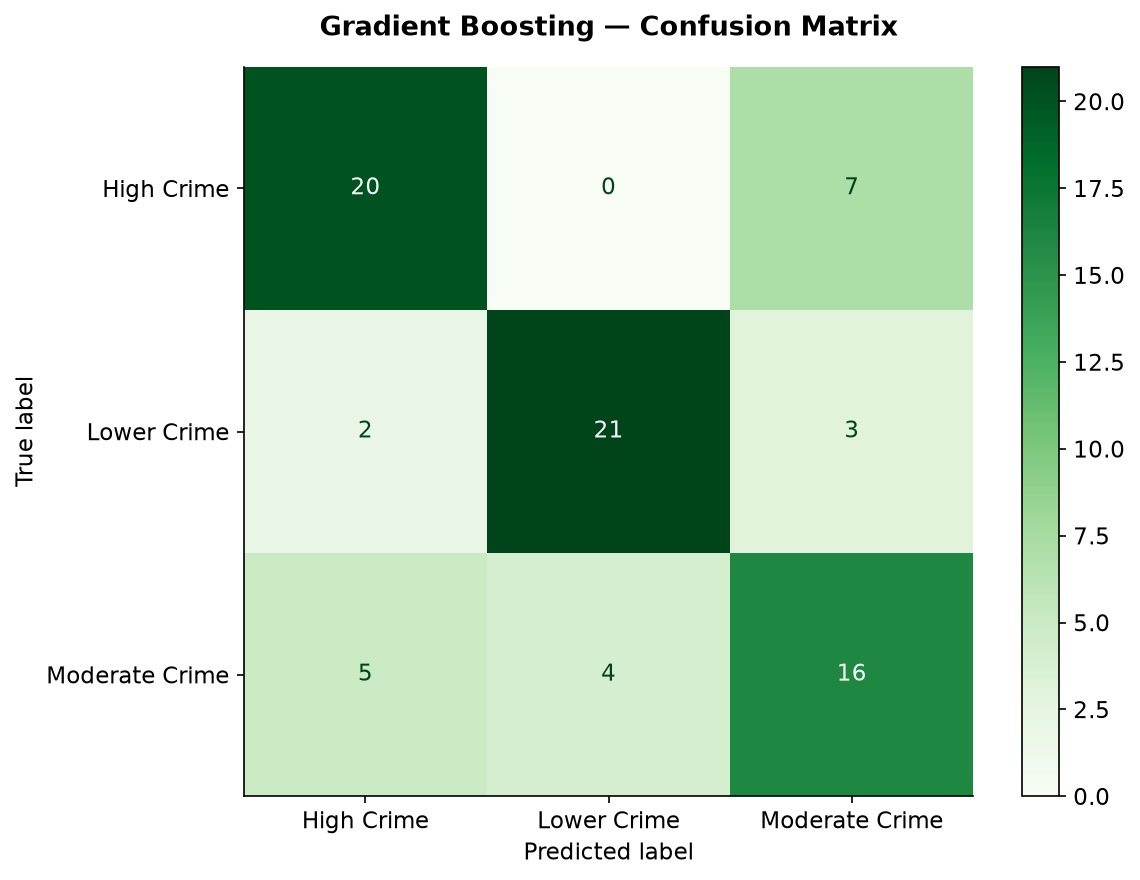 Gradient Boosting — Confusion Matrix
True label
High Crime
20 0 7
Lower Crime
2 21 3
Moderate Crime
5 4 16
High Crime Lower Crime Moderate Crime
Predicted label
20.0
17.5
15.0
12.5
10.0
7.5
5.0
2.5
0.0